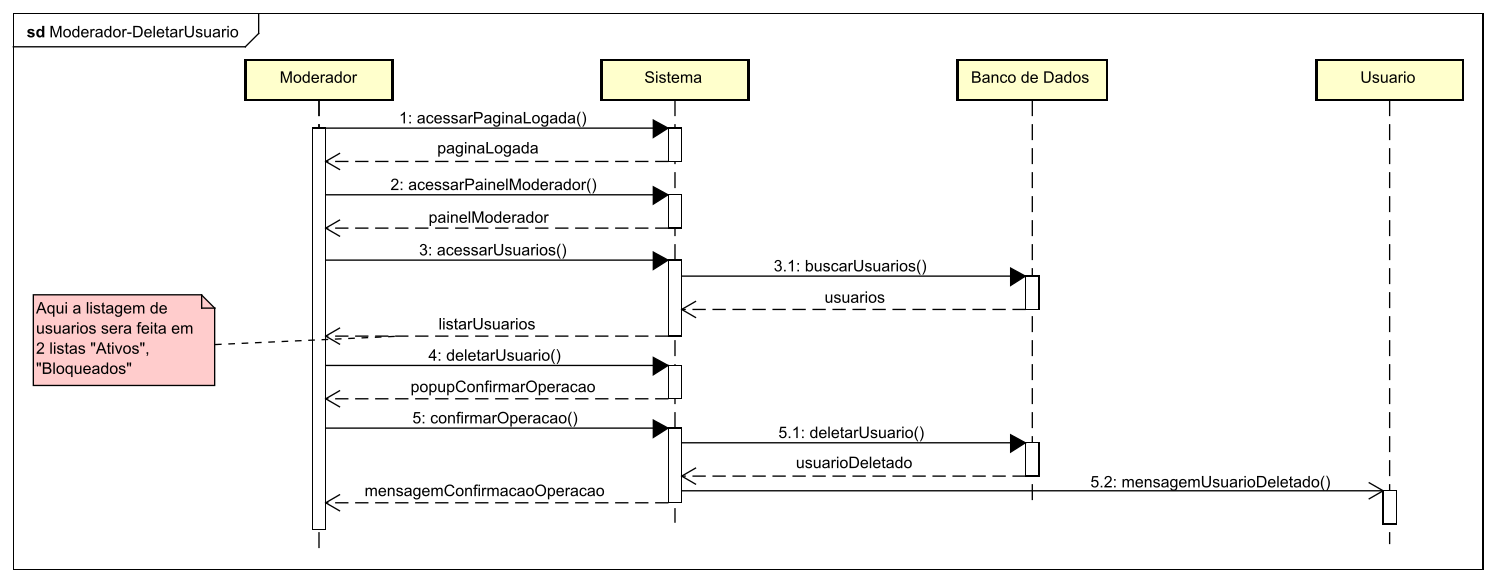 sd Moderador-DeletarUsuario
Moderador
Sistema
Banco de Dados
Usuario
1: acessarPaginaLogada()
paginaLogada
2: acessarPainelModerador()
painelModerador
3: acessarUsuarios()
3.1: buscarUsuarios()
usuarios
listarUsuarios
Aqui a listagem de
usuarios sera feita em
2 listas "Ativos",
"Bloqueados"
4: deletarUsuario()
popupConfirmarOperacao
5: confirmarOperacao()
5.1: deletarUsuario()
usuarioDeletado
5.2: mensagemUsuarioDeletado()
mensagemConfirmacaoOperacao